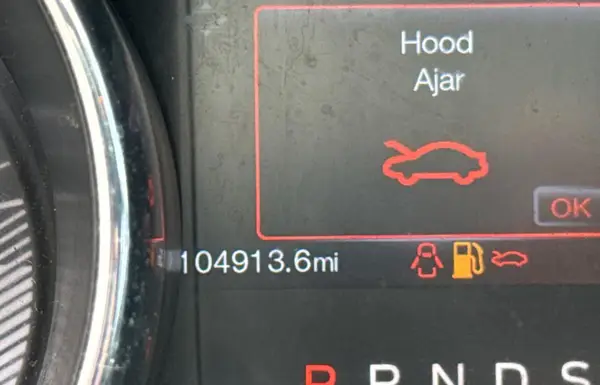 Hood
Ajar
OK
104913.6mi
P R N D S